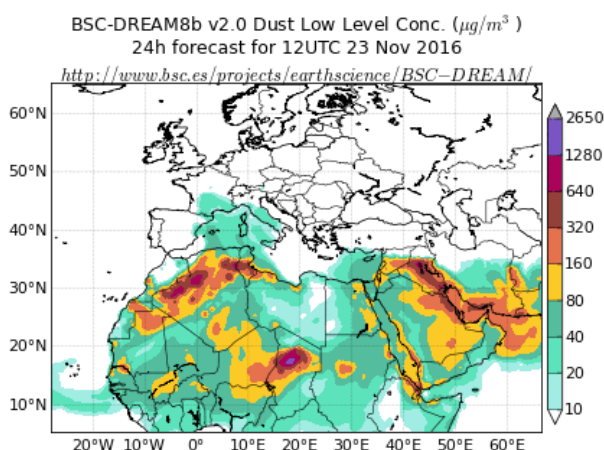 BSC-DREAM8b v2.0 Dust Low Level Conc. (μg/m³ )
24h forecast for 12UTC 23 Nov 2016
http://www.bsc.es/projects/earthscience/BSC−DREAM/
60°N
50°N
40°N
30°N
20°N
10°N
20°W 10°W 0° 10°E 20°E 30°E 40°E 50°E 60°E
2650
1280
640
320
160
80
40
20
10